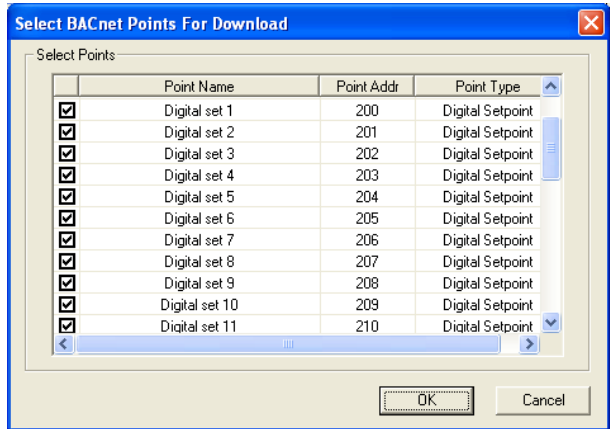 Select BACnet Points For Download
Select Points
Point Name Point Addr Point Type
Digital set 1 200 Digital Setpoint
Digital set 2 201 Digital Setpoint
Digital set 3 202 Digital Setpoint
Digital set 4 203 Digital Setpoint
Digital set 5 204 Digital Setpoint
Digital set 6 205 Digital Setpoint
Digital set 7 206 Digital Setpoint
Digital set 8 207 Digital Setpoint
Digital set 9 208 Digital Setpoint
Digital set 10 209 Digital Setpoint
Digital set 11 210 Digital Setpoint
OK Cancel